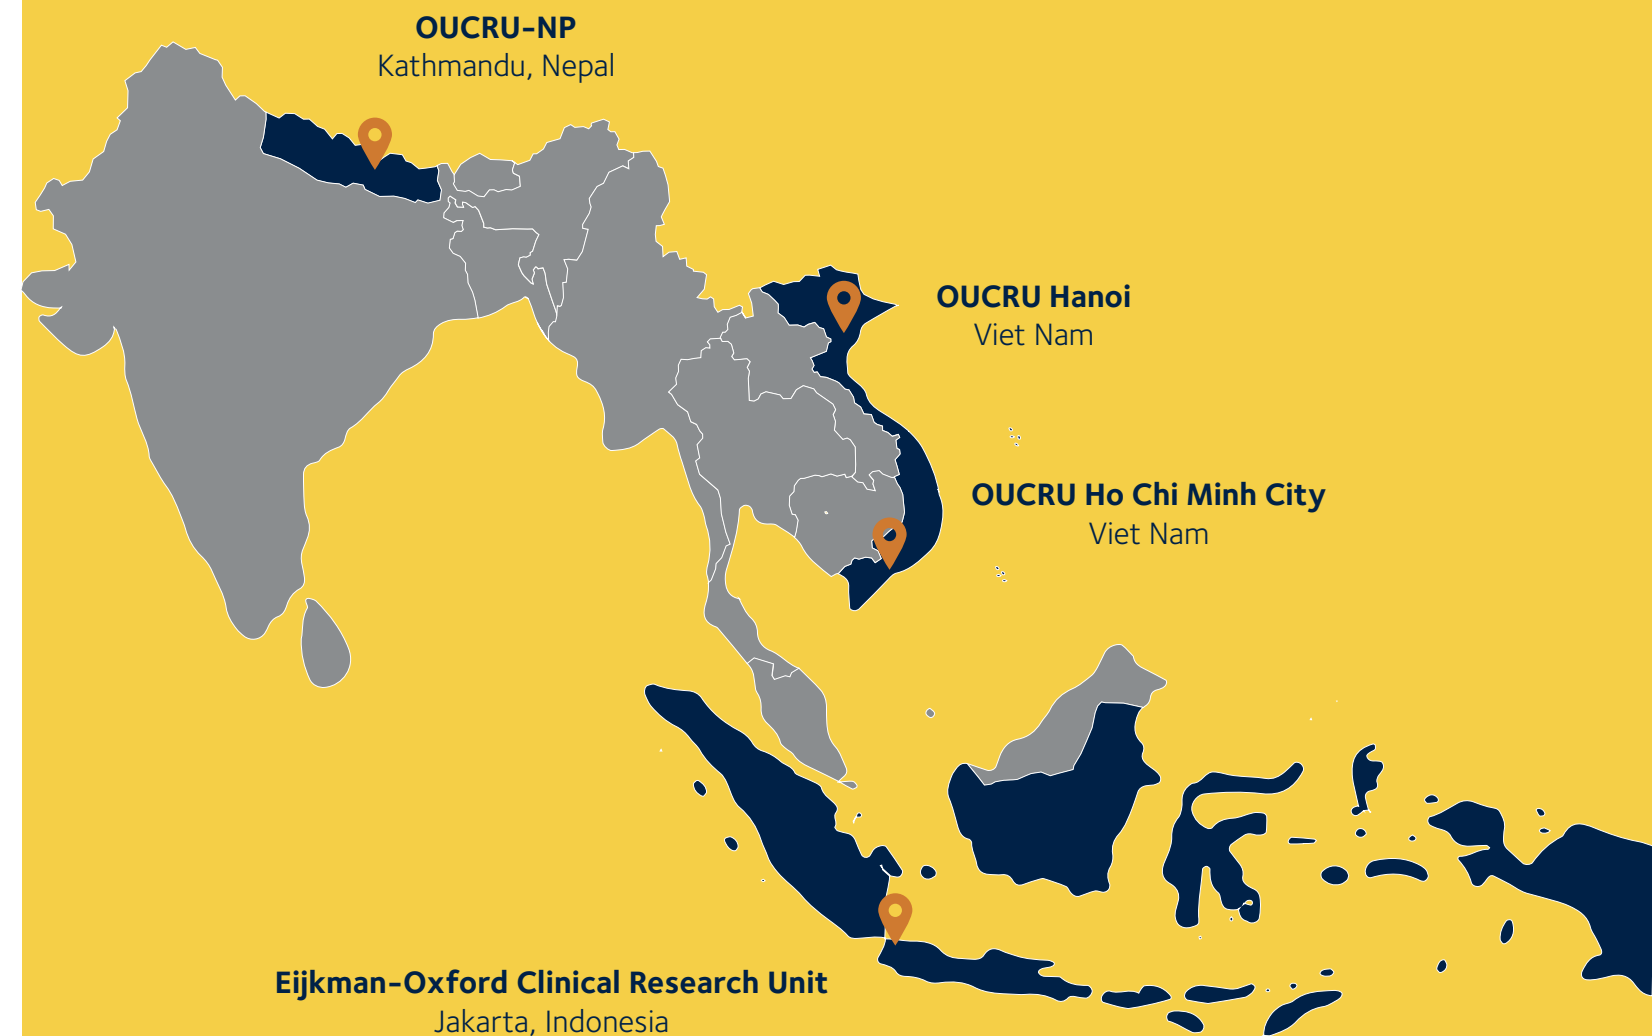 OUCRU-NP
Kathmandu, Nepal
OUCRU Hanoi
Viet Nam
OUCRU Ho Chi Minh City
Viet Nam
Eijkman-Oxford Clinical Research Unit
Jakarta, Indonesia